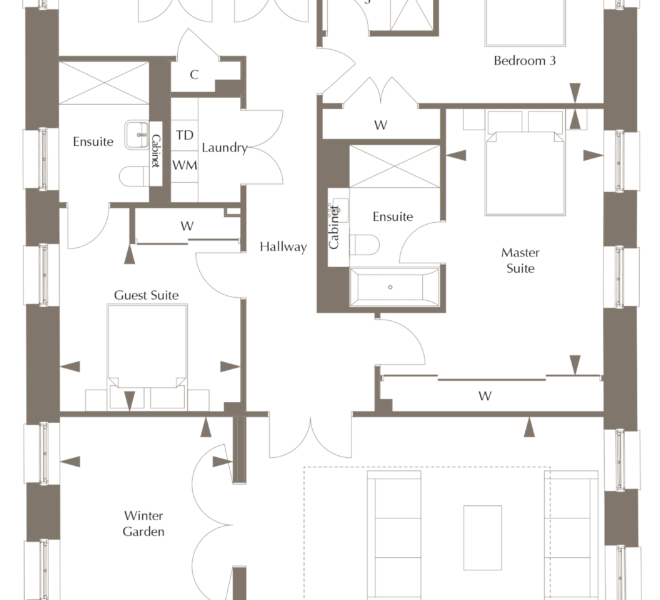 Bedroom 3
C
W
TD
Laundry
WM
Ensuite
Cabinet
Ensuite
Cabinet
W
Hallway
Master
Suite
Guest Suite
W
Winter
Garden